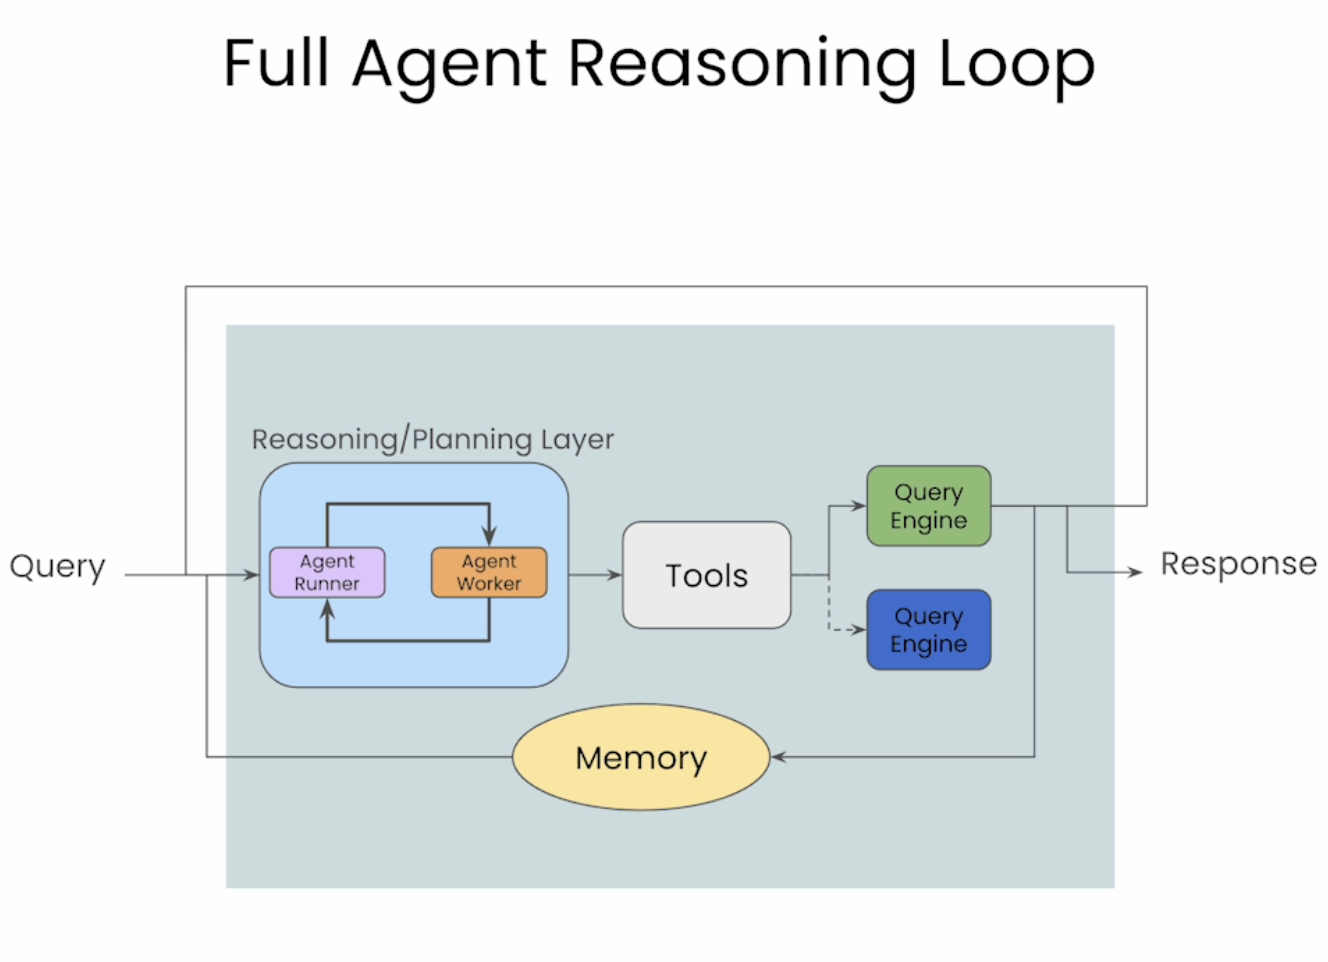 Full Agent Reasoning Loop
Reasoning/Planning Layer
Query
Agent
Runner
Agent
Worker
Tools
Query
Engine
Query
Engine
Response
Memory